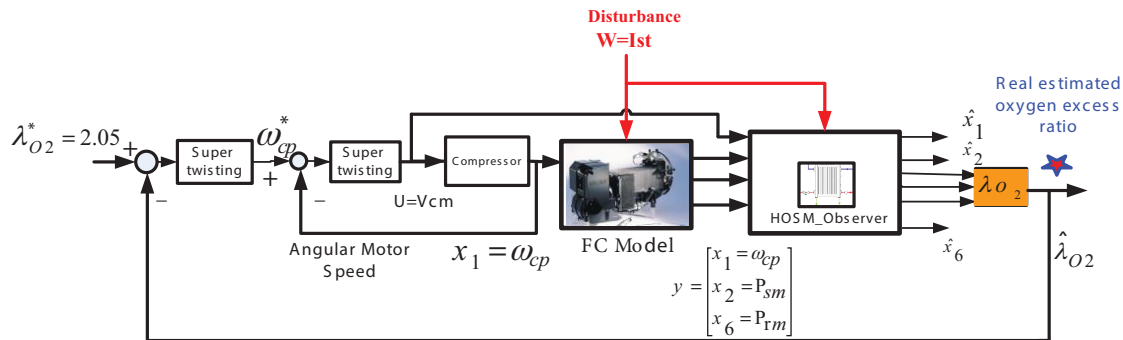 Disturbance
W=Ist
Real estimated
oxygen excess
ratio
λ*O2 = 2.05
+
−
Super
twisting
ω*cp
+
−
Super
twisting
Compressor
U=Vcm
Angular Motor
Speed
x1 = ωcp
FC Model
HOSM_Observer
x̂1
x̂2
x̂6
λo2
λ̂O2
y = [x1 = ωcp
x2 = Psm
x6 = Prm]